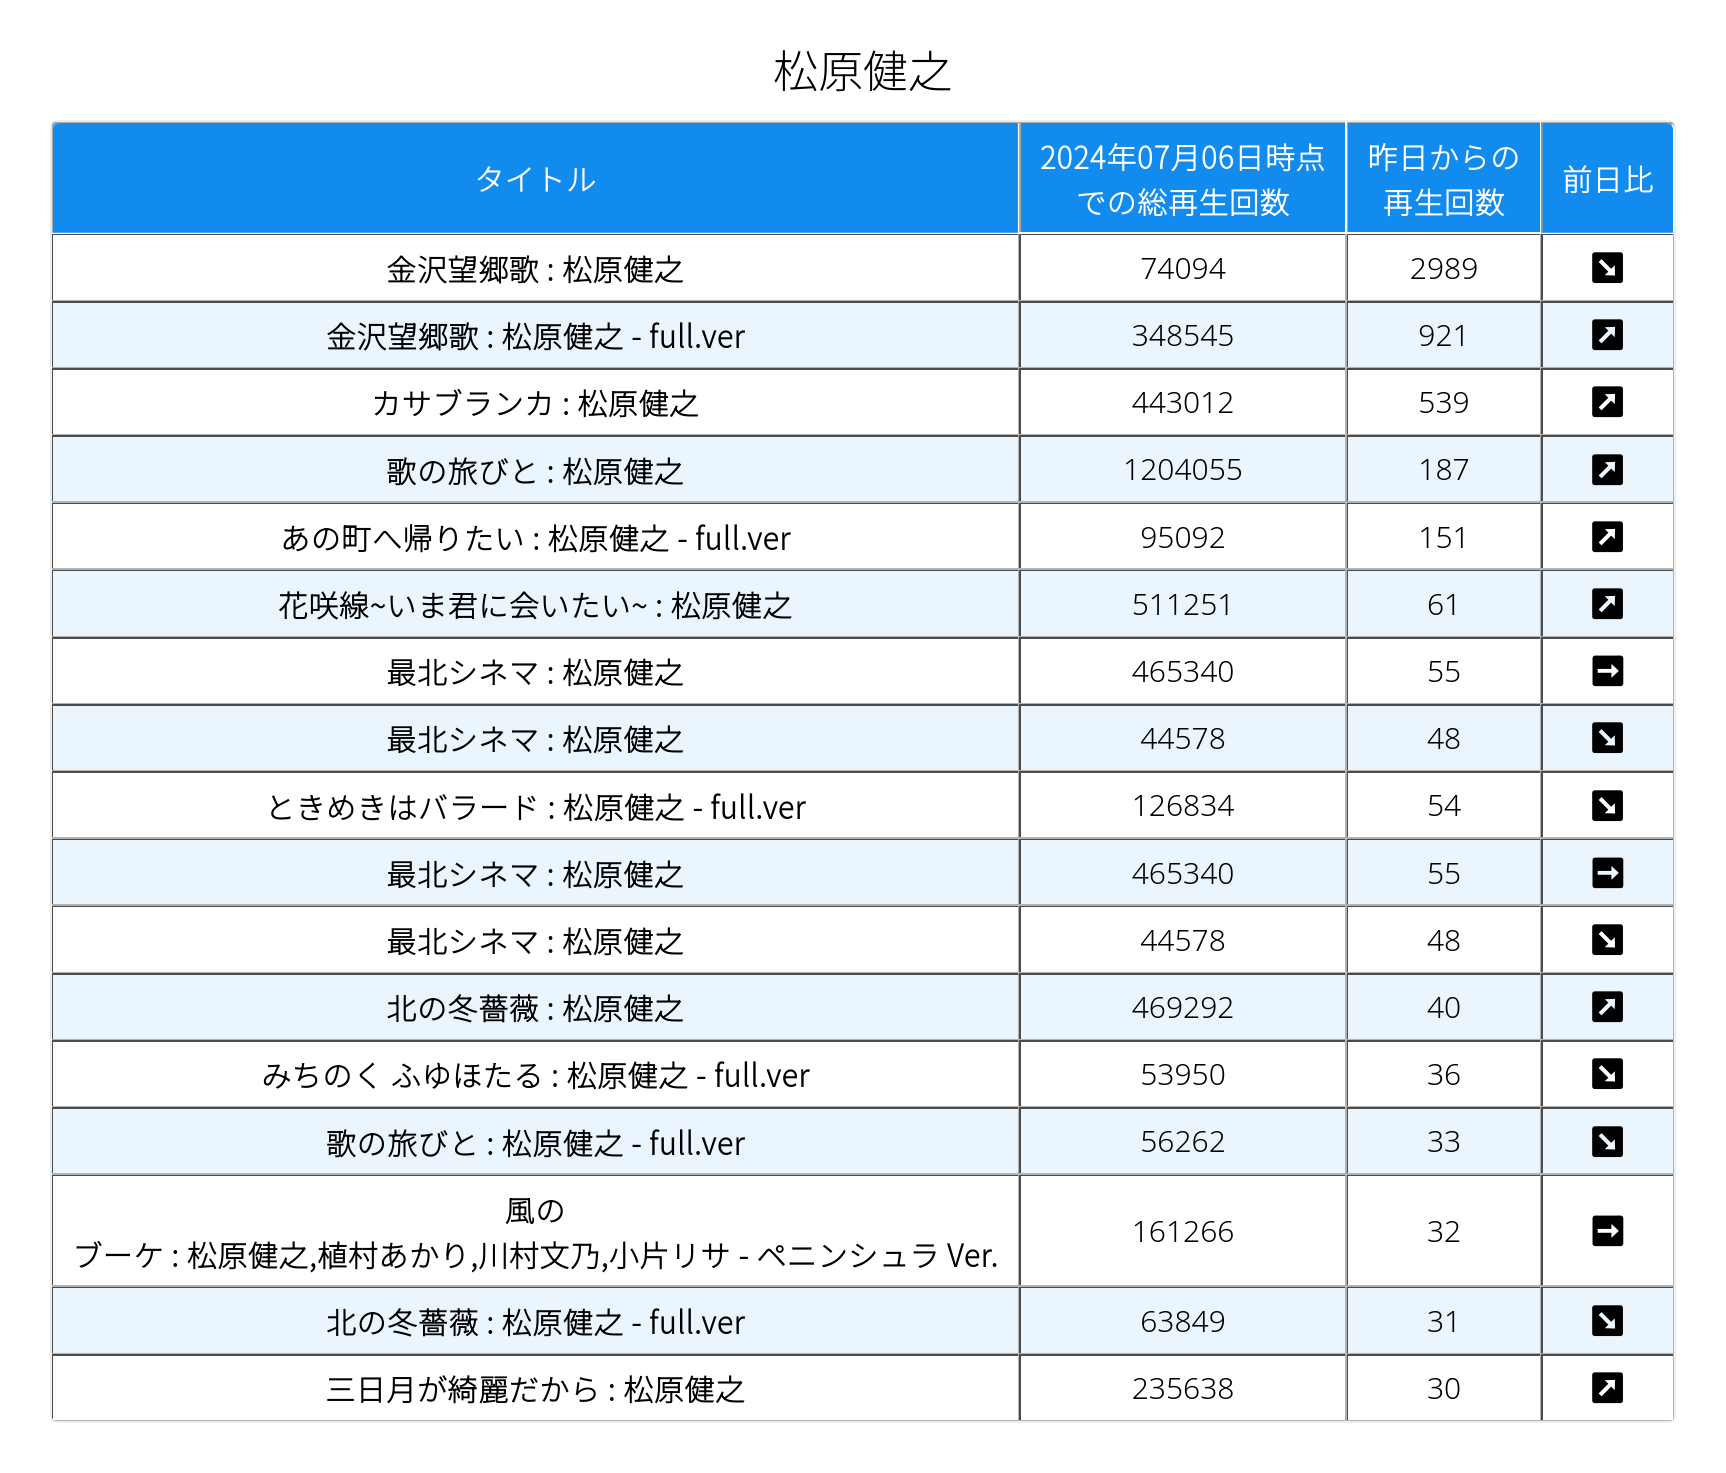 松原健之
タイトル 2024年07月06日時点 昨日からの 前日比
での総再生回数 再生回数
金沢望郷歌 : 松原健之 74094 2989 ↘
金沢望郷歌 : 松原健之 - full.ver 348545 921 ↗
カサブランカ : 松原健之 443012 539 ↗
歌の旅びと : 松原健之 1204055 187 ↗
あの町へ帰りたい : 松原健之 - full.ver 95092 151 ↗
花咲線~いま君に会いたい~ : 松原健之 511251 61 ↗
最北シネマ : 松原健之 465340 55 →
最北シネマ : 松原健之 44578 48 ↘
ときめきはバラード : 松原健之 - full.ver 126834 54 ↘
最北シネマ : 松原健之 465340 55 →
最北シネマ : 松原健之 44578 48 ↘
北の冬薔薇 : 松原健之 469292 40 ↗
みちのく ふゆほたる : 松原健之 - full.ver 53950 36 ↘
歌の旅びと : 松原健之 - full.ver 56262 33 ↘
風の
ブーケ : 松原健之,植村あかり,川村文乃,小片リサ - ペニンシュラ Ver. 161266 32 →
北の冬薔薇 : 松原健之 - full.ver 63849 31 ↘
三日月が綺麗だから : 松原健之 235638 30 ↗